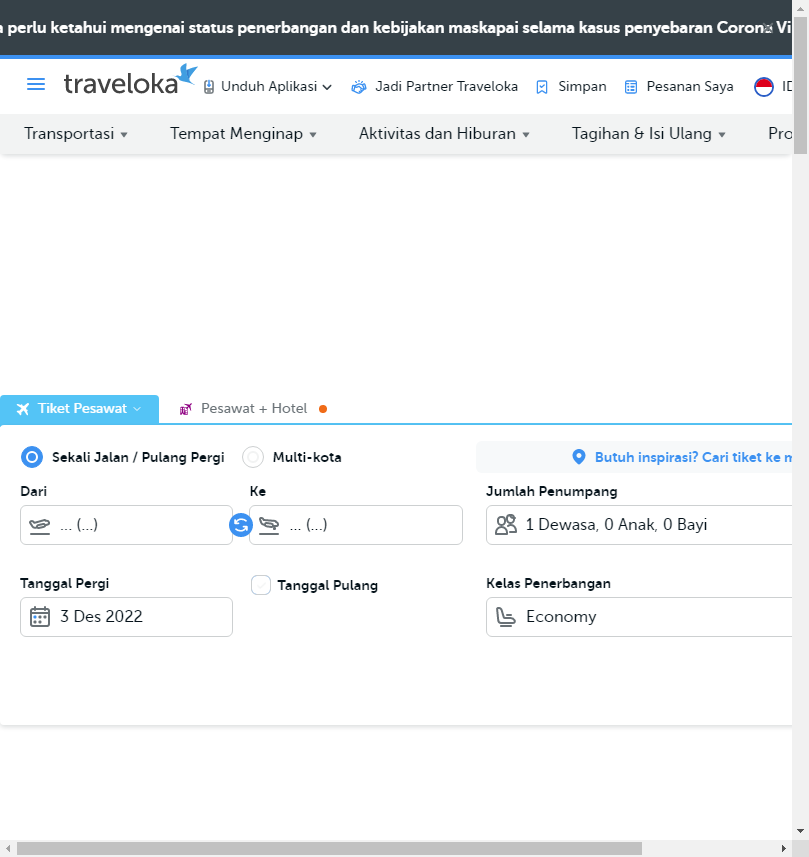 perlu ketahui mengenai status penerbangan dan kebijakan maskapai selama kasus penyebaran Corona Vi
traveloka Unduh Aplikasi Jadi Partner Traveloka Simpan Pesanan Saya ID
Transportasi Tempat Menginap Aktivitas dan Hiburan Tagihan & Isi Ulang Pro
Tiket Pesawat Pesawat + Hotel
Sekali Jalan / Pulang Pergi Multi-kota Butuh inspirasi? Cari tiket ke
Dari Ke Jumlah Penumpang
... (...) ... (...) 1 Dewasa, 0 Anak, 0 Bayi
Tanggal Pergi Tanggal Pulang Kelas Penerbangan
3 Des 2022 Economy